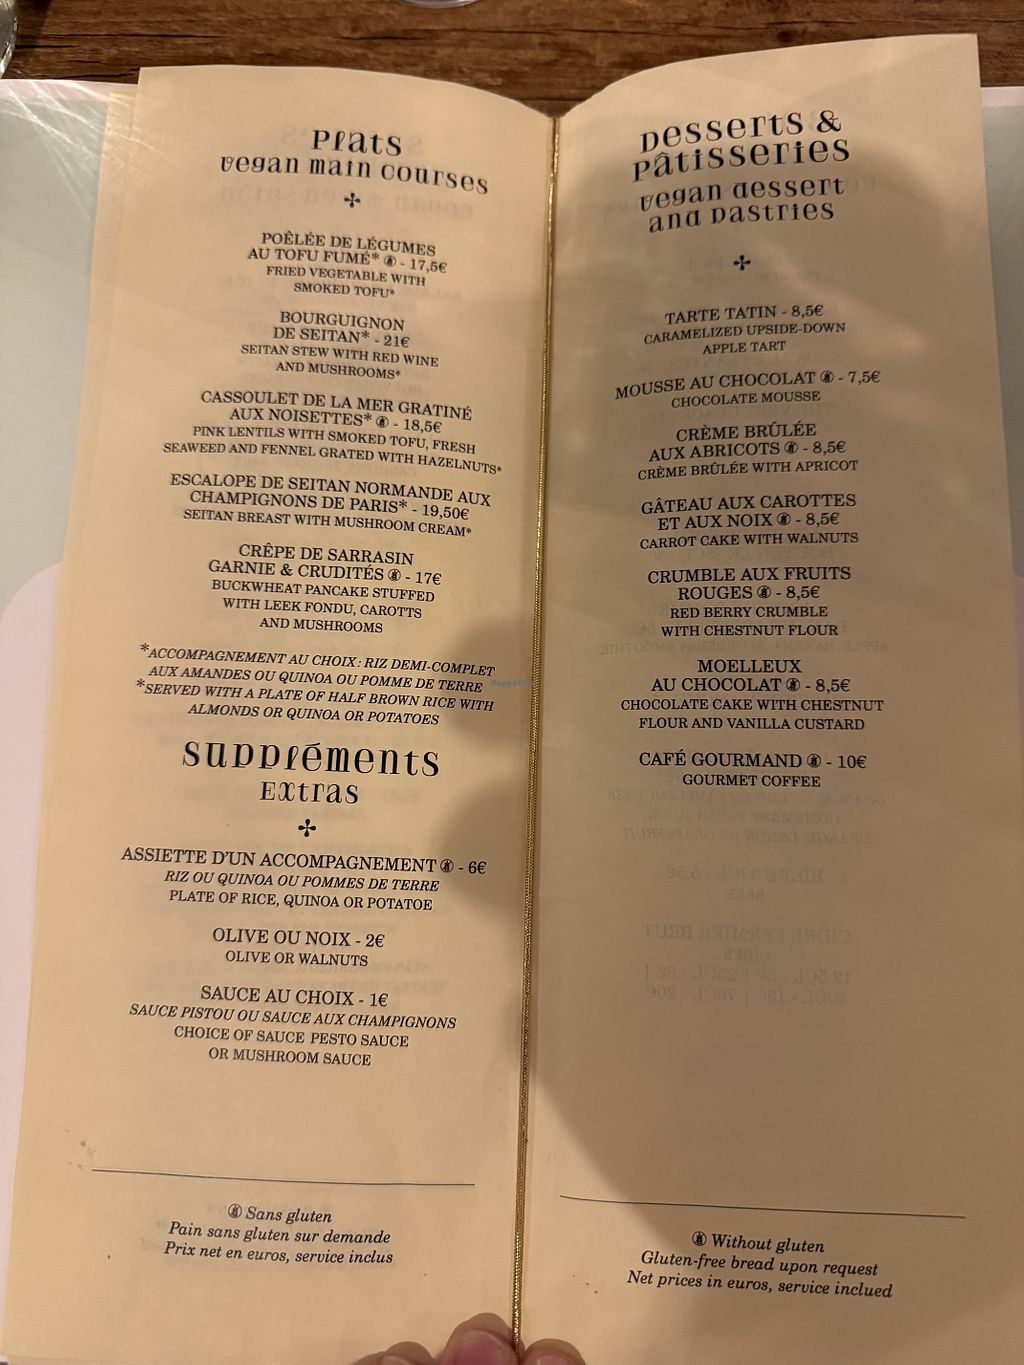 Plats
vegan main courses
POÊLÉE DE LÉGUMES
AU TOFU FUMÉ* - 17,5€
FRIED VEGETABLE WITH
SMOKED TOFU*
BOURGUIGNON
DE SEITAN* - 21€
SEITAN STEW WITH RED WINE
AND MUSHROOMS*
CASSOULET DE LA MER GRATINÉ
AUX NOISETTES* - 18,5€
PINK LENTILS WITH SMOKED TOFU, FRESH
SEAWEED AND FENNEL GRATED WITH HAZELNUTS*
ESCALOPE DE SEITAN NORMANDE AUX
CHAMPIGNONS DE PARIS* - 19,50€
SEITAN BREAST WITH MUSHROOM CREAM*
CRÊPE DE SARRASIN
GARNIE & CRUDITÉS - 17€
BUCKWHEAT PANCAKE STUFFED
WITH LEEK FONDU, CAROTTS
AND MUSHROOMS
*ACCOMPAGNEMENT AU CHOIX : RIZ DEMI-COMPLET
AUX AMANDES OU QUINOA OU POMME DE TERRE
*SERVED WITH A PLATE OF HALF BROWN RICE WITH
ALMONDS OR QUINOA OR POTATOES
Suppléments
Extras
ASSIETTE D'UN ACCOMPAGNEMENT - 6€
RIZ OU QUINOA OU POMMES DE TERRE
PLATE OF RICE, QUINOA OR POTATOE
OLIVE OU NOIX - 2€
OLIVE OR WALNUTS
SAUCE AU CHOIX - 1€
SAUCE PISTOU OU SAUCE AUX CHAMPIGNONS
CHOICE OF SAUCE PESTO SAUCE
OR MUSHROOM SAUCE
Sans gluten
Pain sans gluten sur demande
Prix net en euros, service inclus
Desserts &
Pâtisseries
vegan dessert
and pastries
TARTE TATIN - 8,5€
CARAMELIZED UPSIDE-DOWN
APPLE TART
MOUSSE AU CHOCOLAT - 7,5€
CHOCOLATE MOUSSE
CRÈME BRÛLÉE
AUX ABRICOTS - 8,5€
CRÈME BRÛLÉE WITH APRICOT
GÂTEAU AUX CAROTTES
ET AUX NOIX - 8,5€
CARROT CAKE WITH WALNUTS
CRUMBLE AUX FRUITS
ROUGES - 8,5€
RED BERRY CRUMBLE
WITH CHESTNUT FLOUR
MOELLEUX
AU CHOCOLAT - 8,5€
CHOCOLATE CAKE WITH CHESTNUT
FLOUR AND VANILLA CUSTARD
CAFÉ GOURMAND - 10€
GOURMET COFFEE
Without gluten
Gluten-free bread upon request
Net prices in euros, service inclued
HappyCow